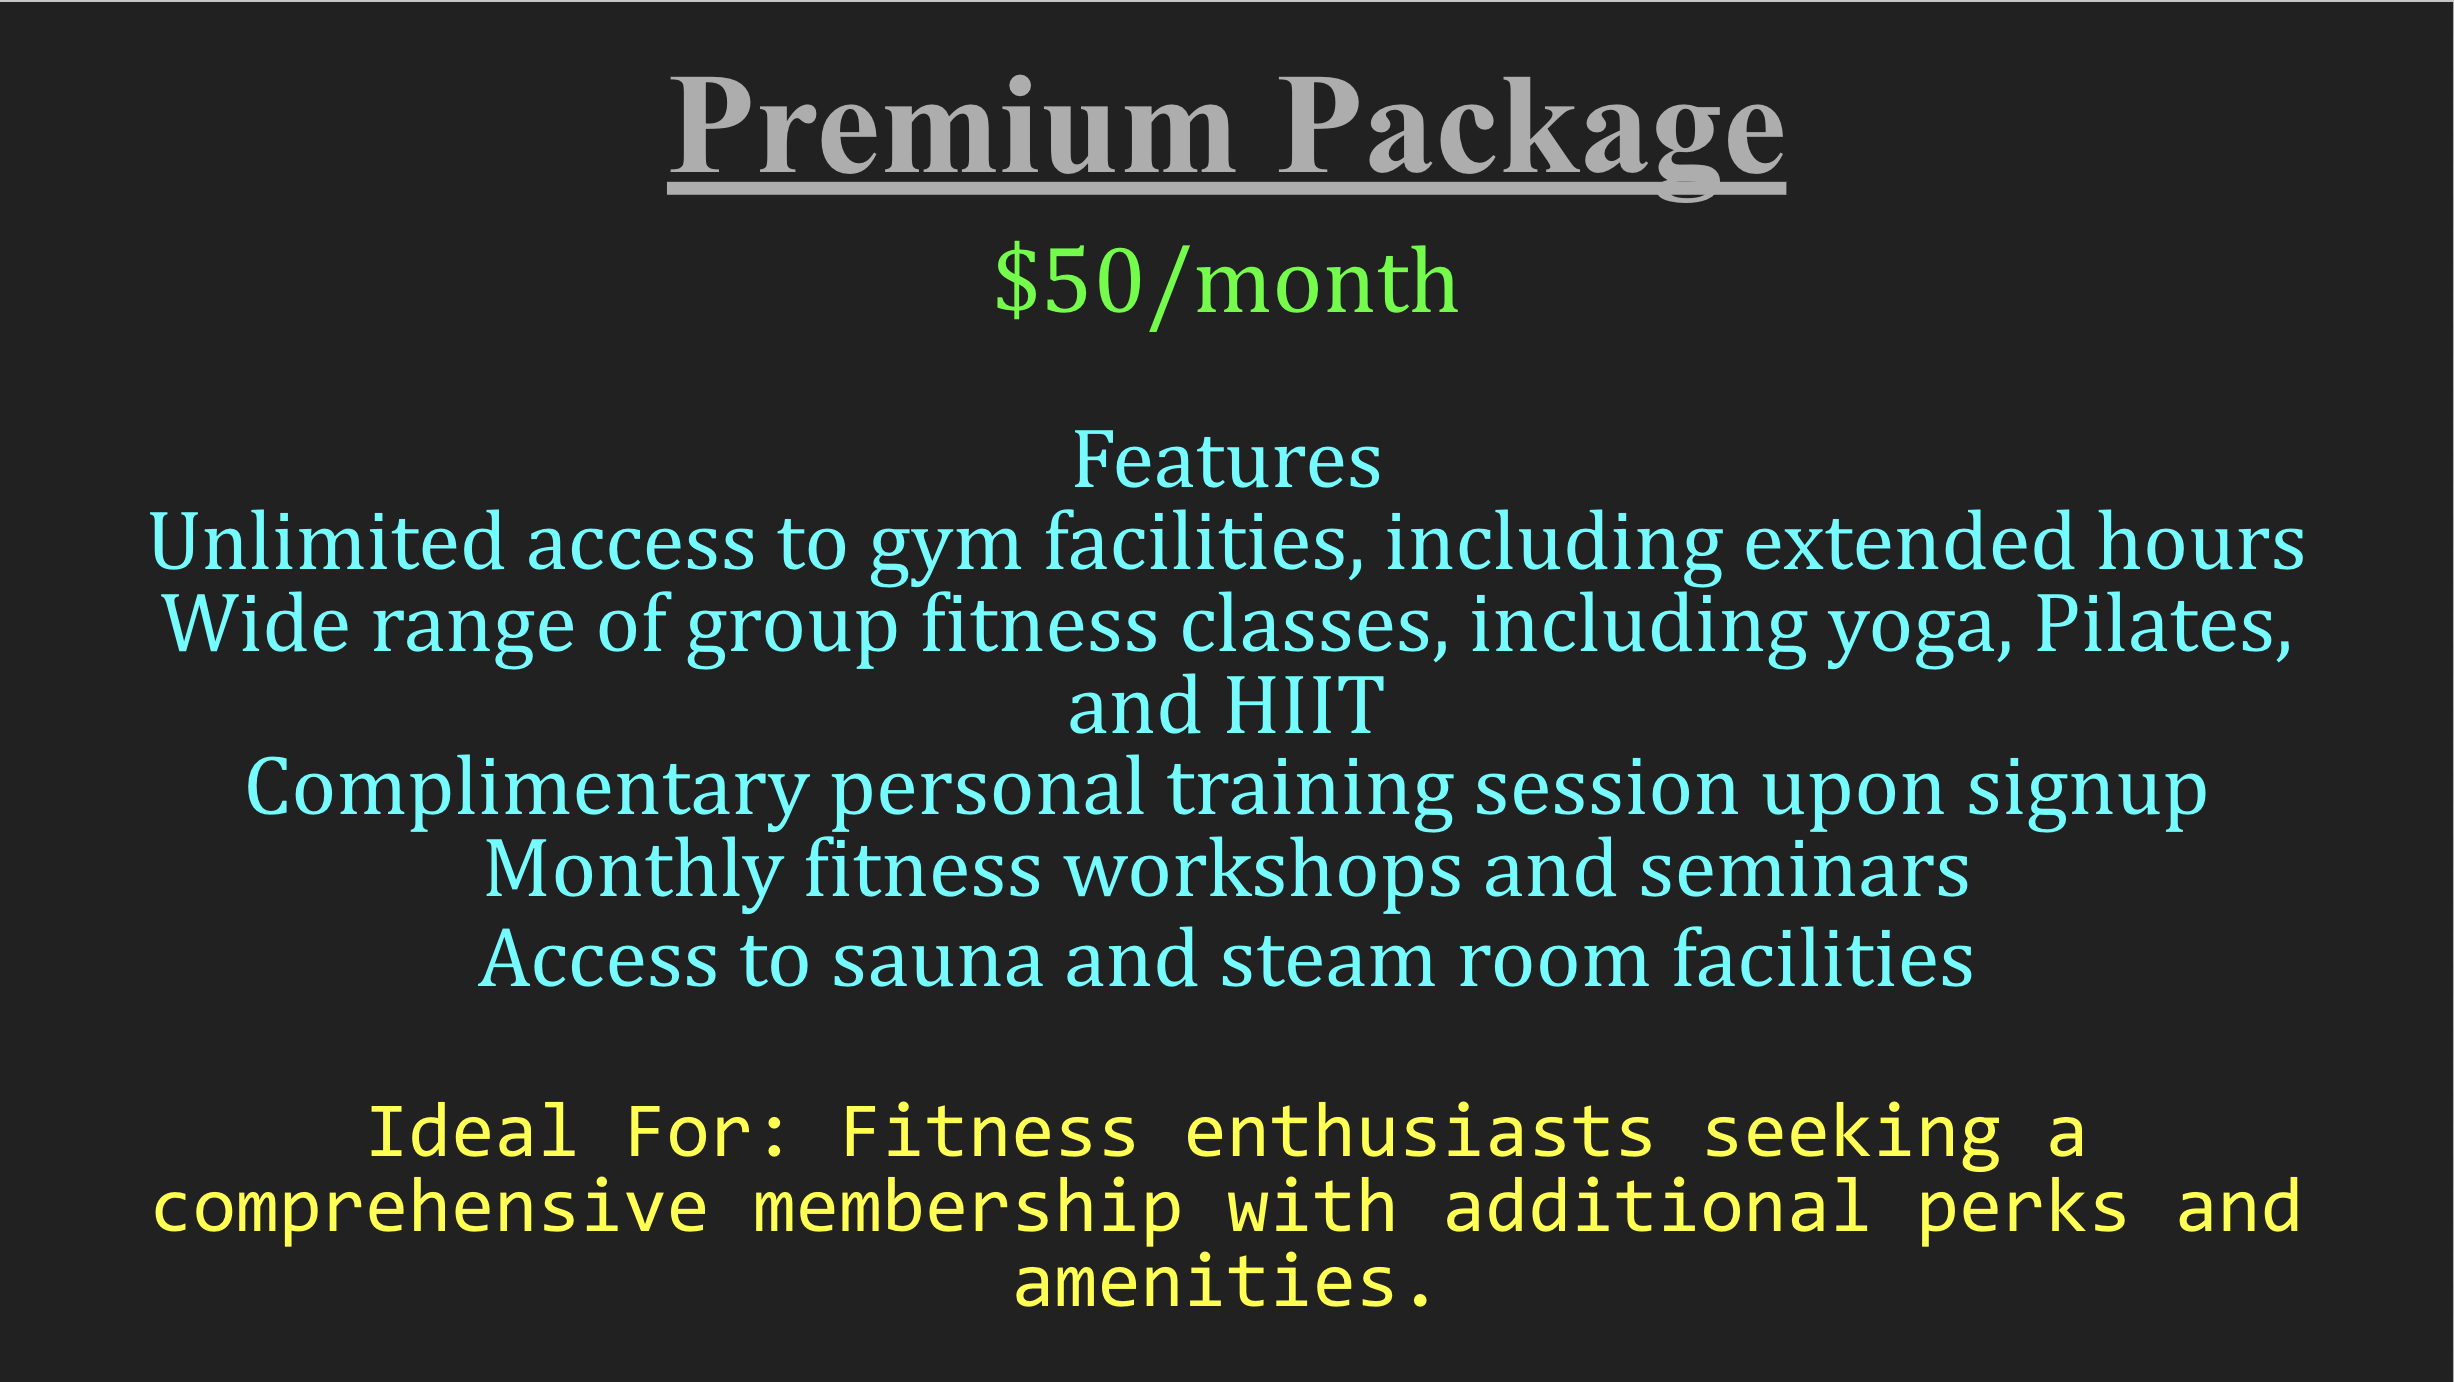 Premium Package
$50/month
Features
Unlimited access to gym facilities, including extended hours
Wide range of group fitness classes, including yoga, Pilates,
and HIIT
Complimentary personal training session upon signup
Monthly fitness workshops and seminars
Access to sauna and steam room facilities
Ideal For: Fitness enthusiasts seeking a
comprehensive membership with additional perks and
amenities.